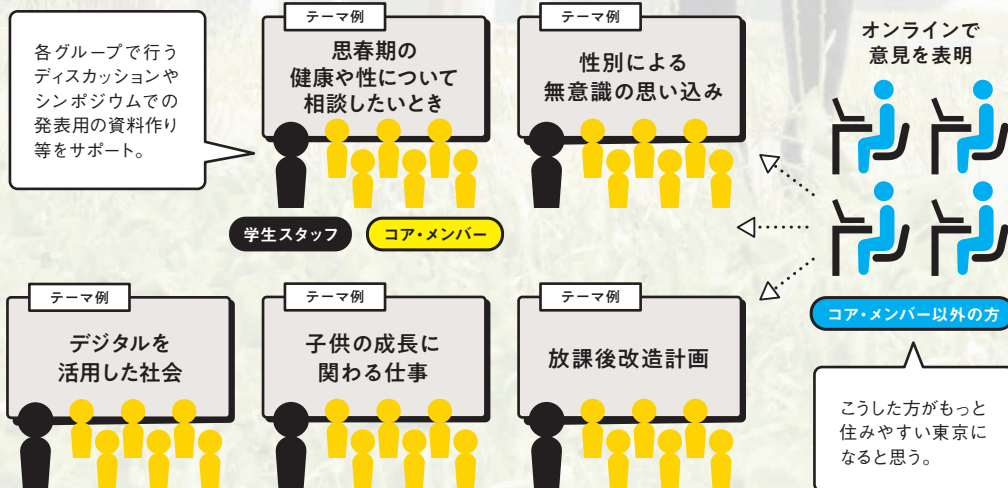 各グループで行う
ディスカッションや
シンポジウムでの
発表用の資料作り
等をサポート。
テーマ例
思春期の
健康や性について
相談したいとき
テーマ例
性別による
無意識の思い込み
オンラインで
意見を表明
学生スタッフ
コア・メンバー
テーマ例
デジタルを
活用した社会
テーマ例
子供の成長に
関わる仕事
テーマ例
放課後改造計画
コア・メンバー以外の方
こうした方がもっと
住みやすい東京に
なると思う。